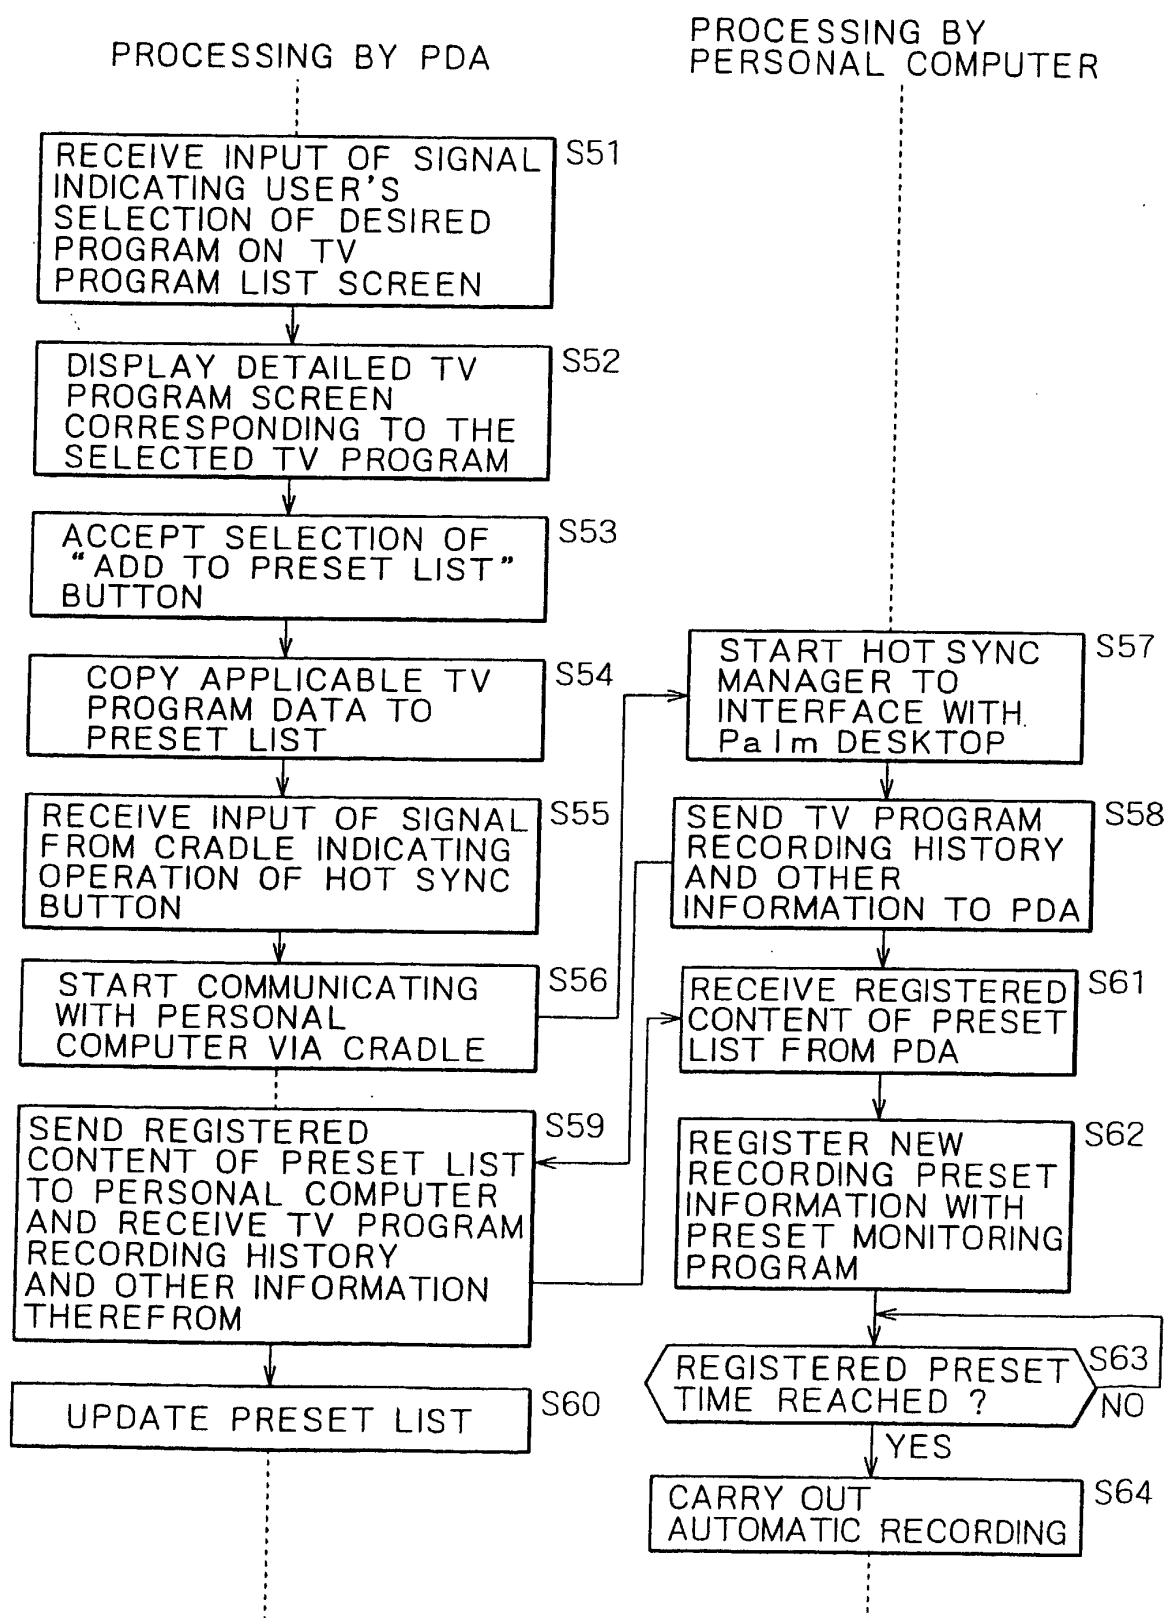 PROCESSING BY PDA
RECEIVE INPUT OF SIGNAL
INDICATING USER'S
SELECTION OF DESIRED
PROGRAM ON TV
PROGRAM LIST SCREEN
S51
DISPLAY DETAILED TV
PROGRAM SCREEN
CORRESPONDING TO THE
SELECTED TV PROGRAM
S52
ACCEPT SELECTION OF
"ADD TO PRESET LIST"
BUTTON
S53
COPY APPLICABLE TV
PROGRAM DATA TO
PRESET LIST
S54
RECEIVE INPUT OF SIGNAL
FROM CRADLE INDICATING
OPERATION OF HOT SYNC
BUTTON
S55
START COMMUNICATING
WITH PERSONAL
COMPUTER VIA CRADLE
S56
SEND REGISTERED
CONTENT OF PRESET LIST
TO PERSONAL COMPUTER
AND RECEIVE TV PROGRAM
RECORDING HISTORY
AND OTHER INFORMATION
THEREFROM
S59
UPDATE PRESET LIST
S60
PROCESSING BY
PERSONAL COMPUTER
START HOT SYNC
MANAGER TO
INTERFACE WITH
Palm DESKTOP
S57
SEND TV PROGRAM
RECORDING HISTORY
AND OTHER
INFORMATION TO PDA
S58
RECEIVE REGISTERED
CONTENT OF PRESET
LIST FROM PDA
S61
REGISTER NEW
RECORDING PRESET
INFORMATION WITH
PRESET MONITORING
PROGRAM
S62
REGISTERED PRESET
TIME REACHED ?
S63
NO
YES
CARRY OUT
AUTOMATIC RECORDING
S64